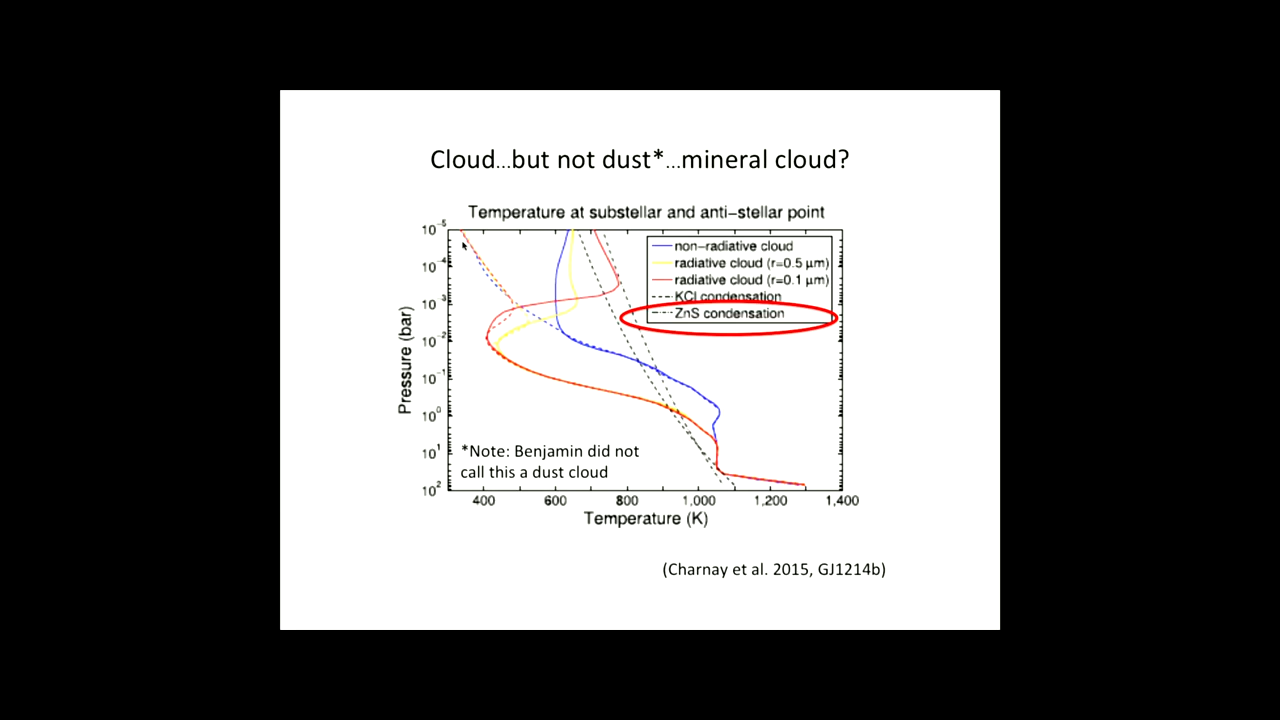 Cloud...but not dust*...mineral cloud?
Temperature at substellar and anti−stellar point
10⁻⁵
10⁻⁴
10⁻³
10⁻²
10⁻¹
10⁰
10¹
10²
Pressure (bar)
non−radiative cloud
radiative cloud (r=0.5 μm)
radiative cloud (r=0.1 μm)
KCl condensation
ZnS condensation
*Note: Benjamin did not
call this a dust cloud
400 600 800 1,000 1,200 1,400
Temperature (K)
(Charnay et al. 2015, GJ1214b)